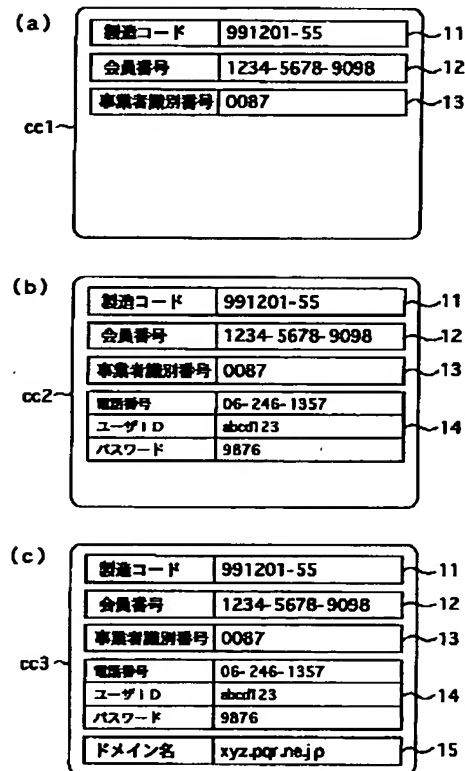 (a)
製造コード 991201-55 11
会員番号 1234-5678-9098 12
事業者識別番号 0087 13
cc1
(b)
製造コード 991201-55 11
会員番号 1234-5678-9098 12
事業者識別番号 0087 13
cc2
電話番号 06-246-1357
ユーザID abcd123 14
パスワード 9876
(c)
製造コード 991201-55 11
会員番号 1234-5678-9098 12
事業者識別番号 0087 13
cc3
電話番号 06-246-1357
ユーザID abcd123 14
パスワード 9876
ドメイン名 xyz.pqr.ne.jp 15